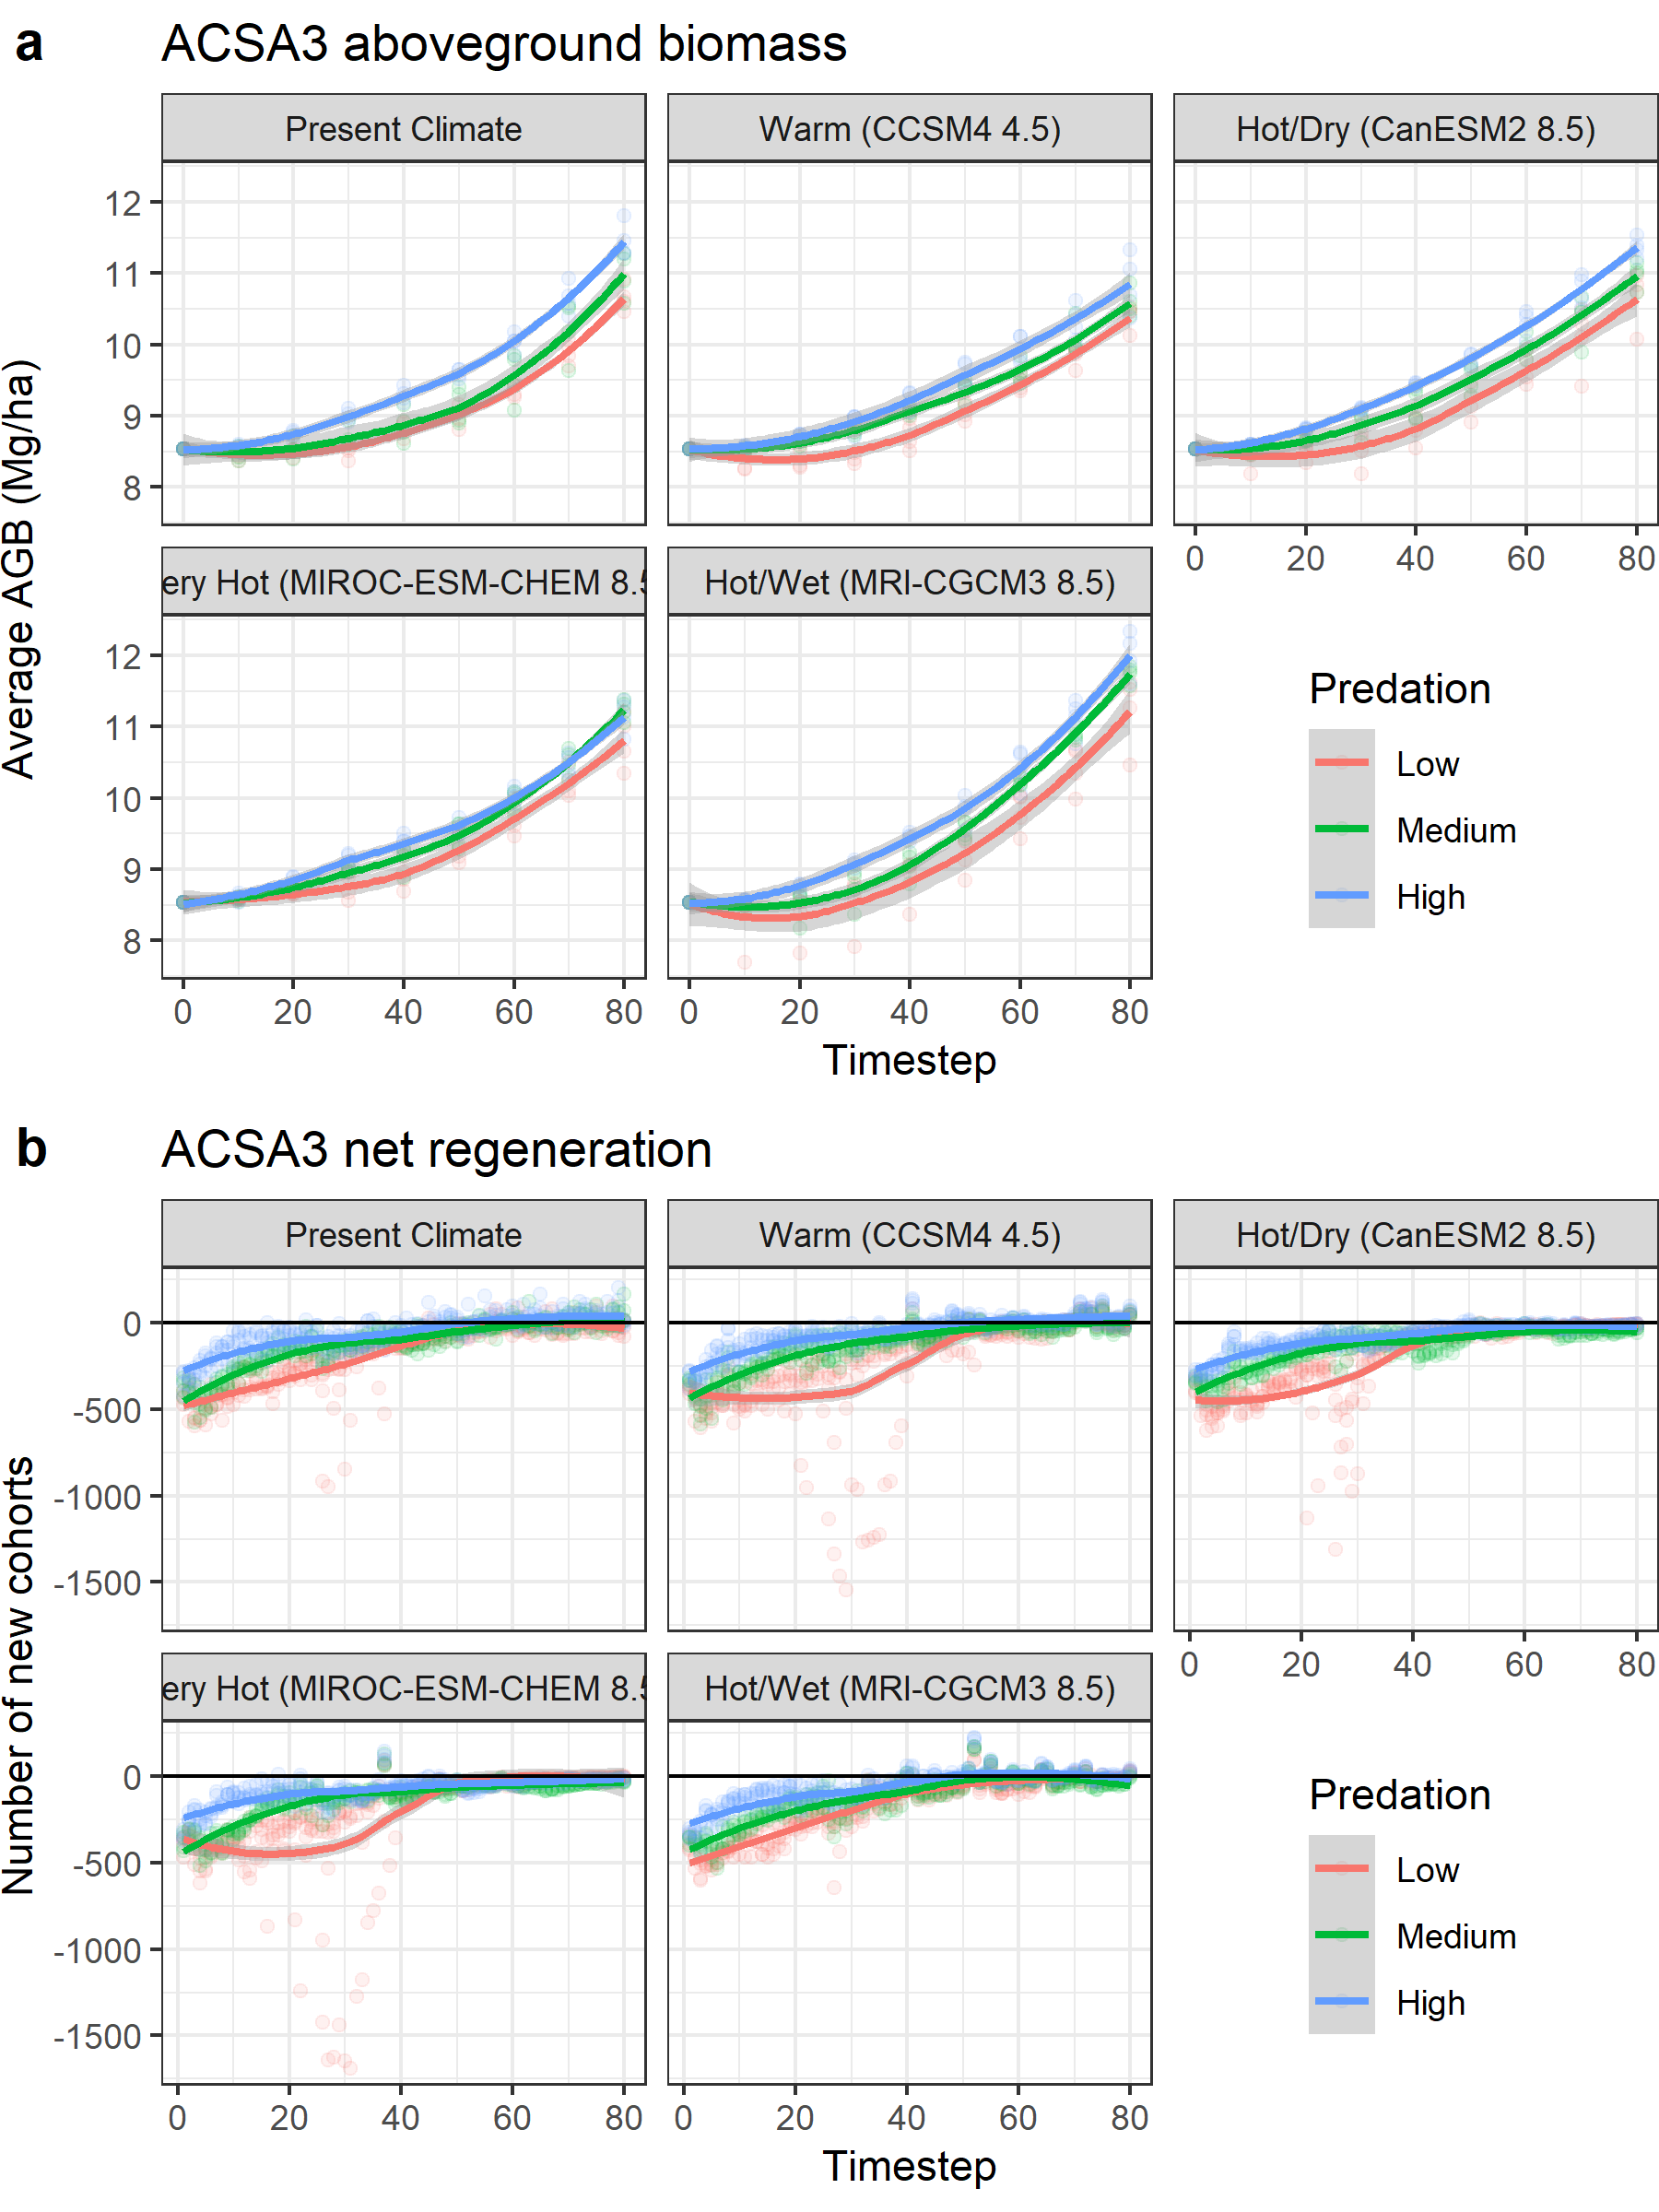 a ACSA3 aboveground biomass
Present Climate
Warm (CCSM4 4.5)
Hot/Dry (CanESM2 8.5)
12
11
10
9
8
0 20 40 60 80
Average AGB (Mg/ha)
ery Hot (MIROC-ESM-CHEM 8.5
Hot/Wet (MRI-CGCM3 8.5)
12
11
10
9
8
0 20 40 60 80
0 20 40 60 80
Timestep
Predation
Low
Medium
High
b ACSA3 net regeneration
Present Climate
Warm (CCSM4 4.5)
Hot/Dry (CanESM2 8.5)
0
-500
-1000
-1500
0 20 40 60 80
Number of new cohorts
ery Hot (MIROC-ESM-CHEM 8.5
Hot/Wet (MRI-CGCM3 8.5)
0
-500
-1000
-1500
0 20 40 60 80
0 20 40 60 80
Timestep
Predation
Low
Medium
High